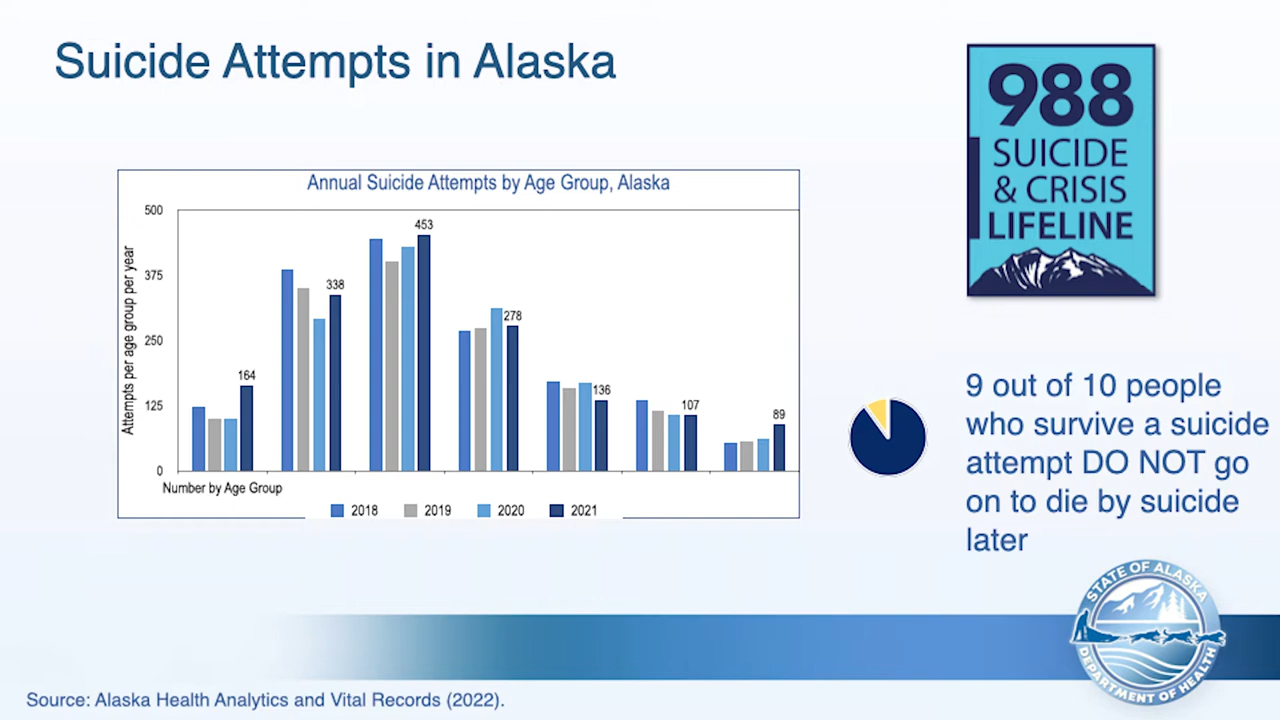 Suicide Attempts in Alaska
988
SUICIDE
& CRISIS
LIFELINE
Annual Suicide Attempts by Age Group, Alaska
Attempts per age group per year
500
375
250
125
0
164
338
453
278
136
107
89
Number by Age Group
2018 2019 2020 2021
9 out of 10 people
who survive a suicide
attempt DO NOT go
on to die by suicide
later
STATE OF ALASKA
DEPARTMENT OF HEALTH
Source: Alaska Health Analytics and Vital Records (2022).